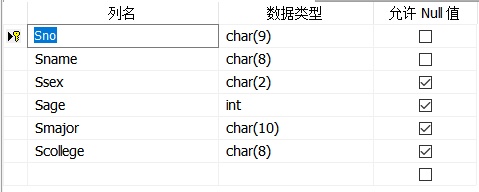 列名 数据类型 允许 Null 值
Sno char(9)
Sname char(8)
Ssex char(2)
Sage int
Smajor char(10)
Scollege char(8)